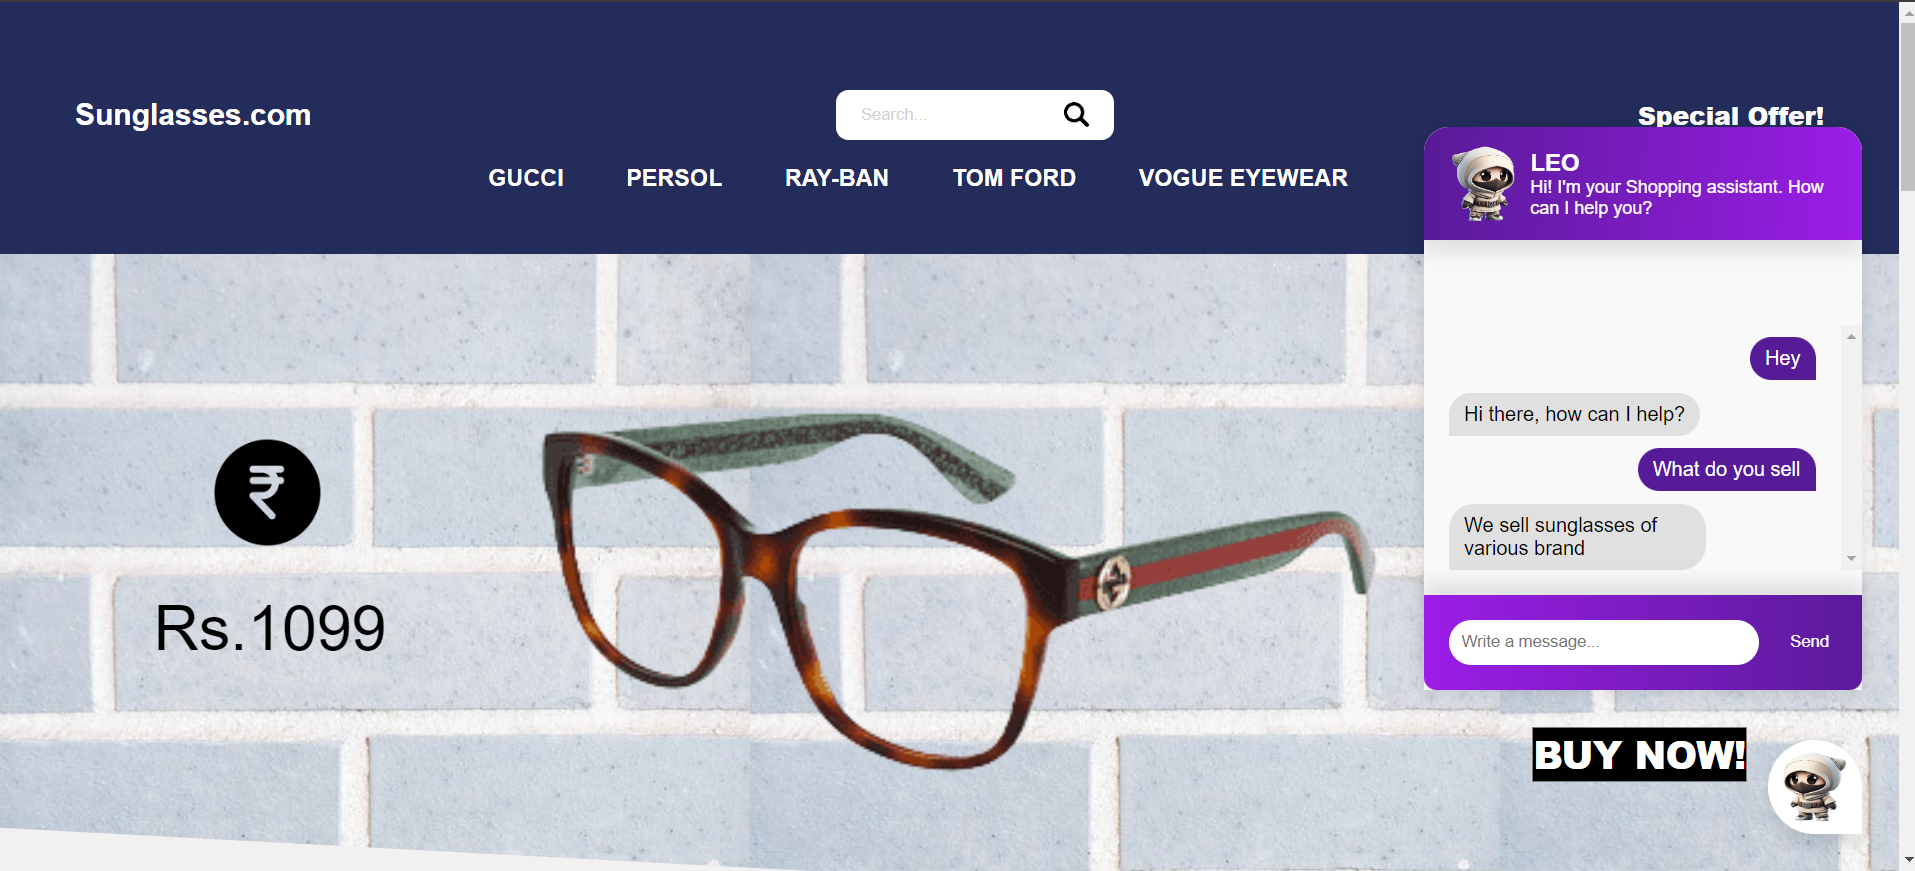 Sunglasses.com
Search...
Special Offer!
GUCCI
PERSOL
RAY-BAN
TOM FORD
VOGUE EYEWEAR
LEO
Hi! I'm your Shopping assistant. How
can I help you?
Hey
Hi there, how can I help?
What do you sell
We sell sunglasses of
various brand
Write a message...
Send
₹
Rs.1099
BUY NOW!